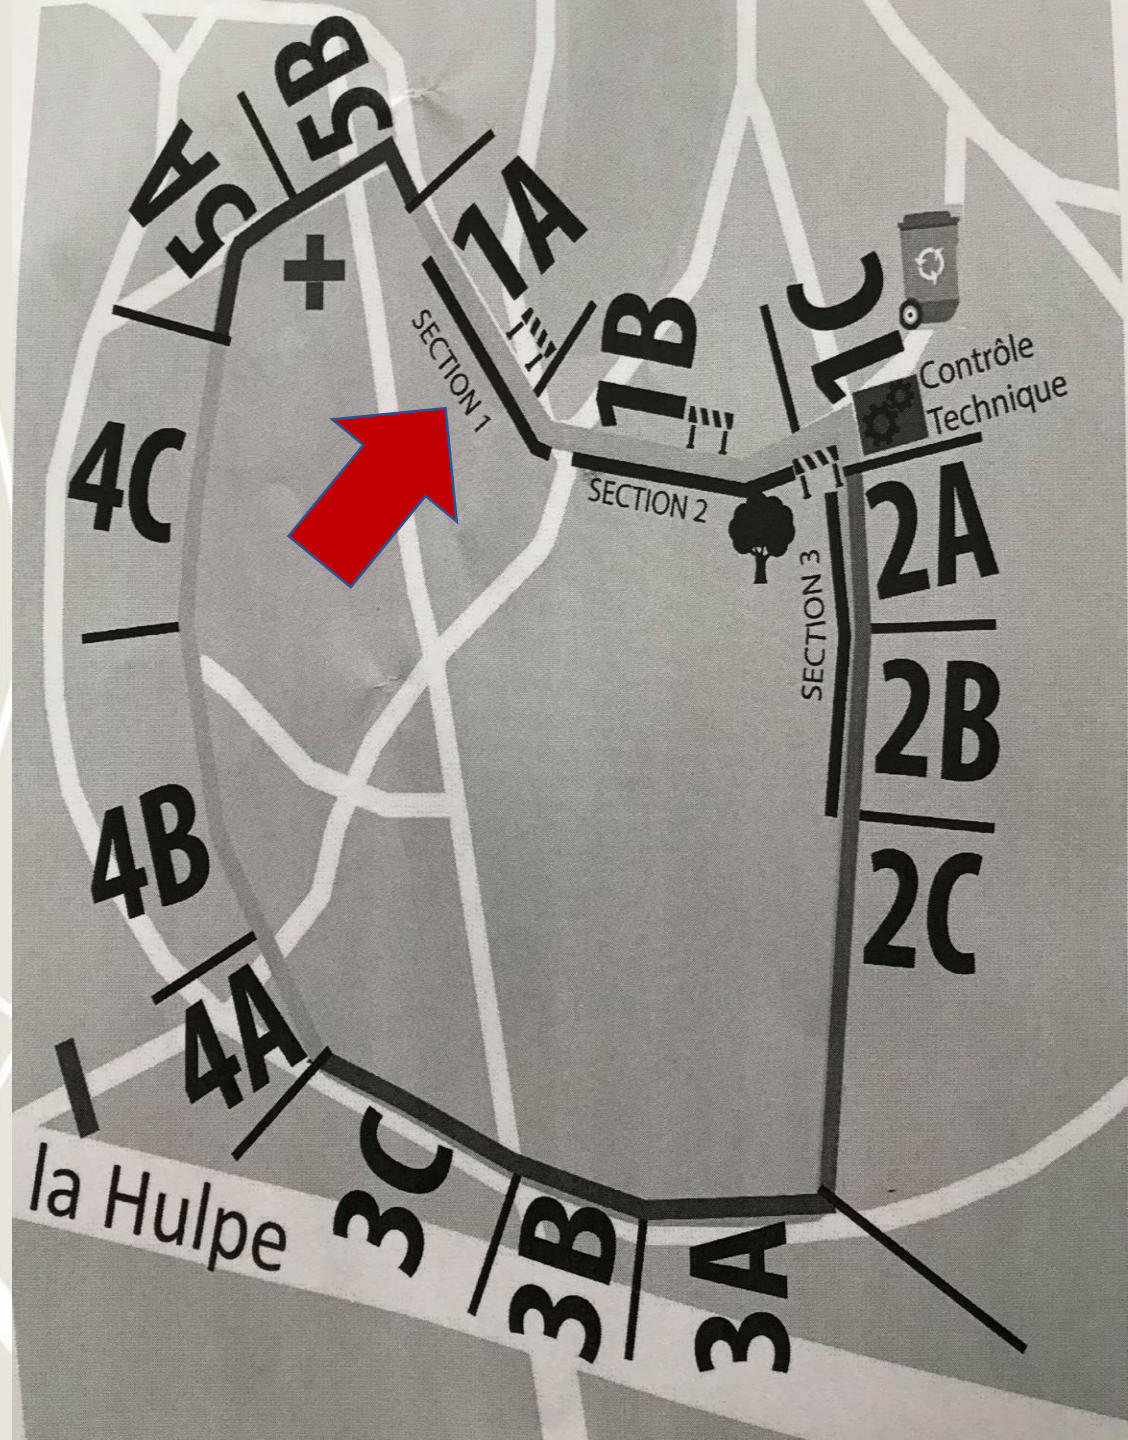 5B
5A
1A
SECTION 1
1B
1C
Contrôle
Technique
SECTION 2
4C
2A
SECTION 3
2B
4B
2C
4A
la Hulpe
3C
3B
3A